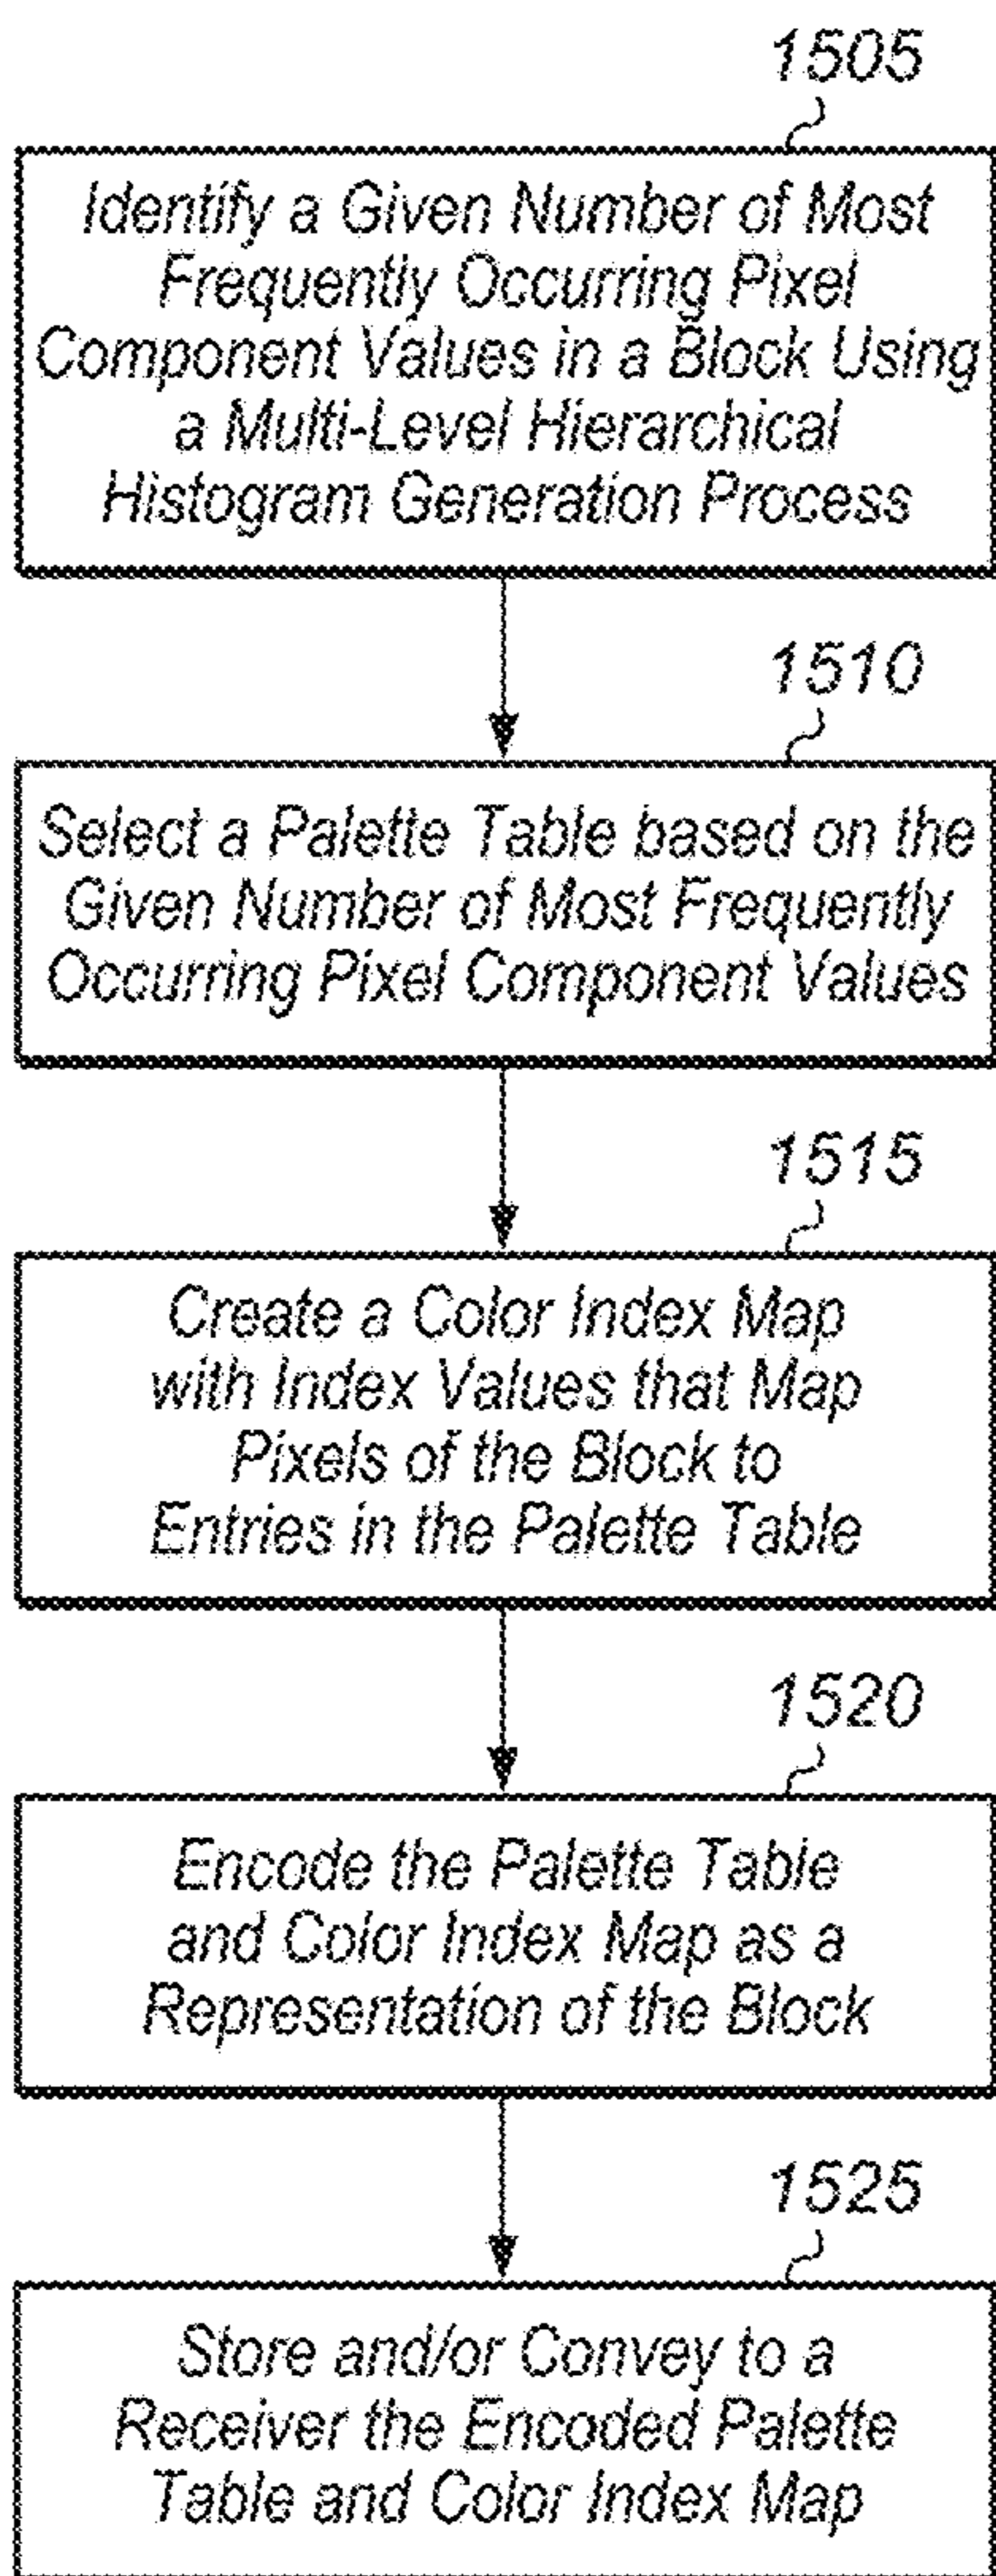 1505
Identify a Given Number of Most
Frequently Occurring Pixel
Component Values in a Block Using
a Multi-Level Hierarchical
Histogram Generation Process
1510
Select a Palette Table based on the
Given Number of Most Frequently
Occurring Pixel Component Values
1515
Create a Color Index Map
with Index Values that Map
Pixels of the Block to
Entries in the Palette Table
1520
Encode the Palette Table
and Color Index Map as a
Representation of the Block
1525
Store and/or Convey to a
Receiver the Encoded Palette
Table and Color Index Map